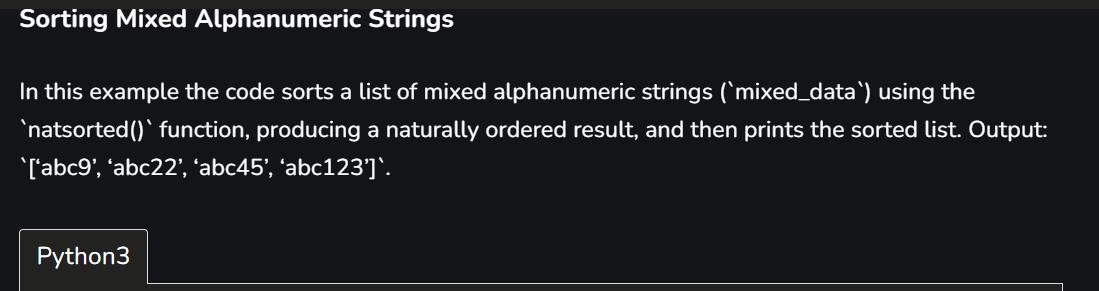 Sorting Mixed Alphanumeric Strings
In this example the code sorts a list of mixed alphanumeric strings (`mixed_data`) using the
`natsorted()` function, producing a naturally ordered result, and then prints the sorted list. Output:
`[‘abc9’, ‘abc22’, ‘abc45’, ‘abc123’]`.
Python3